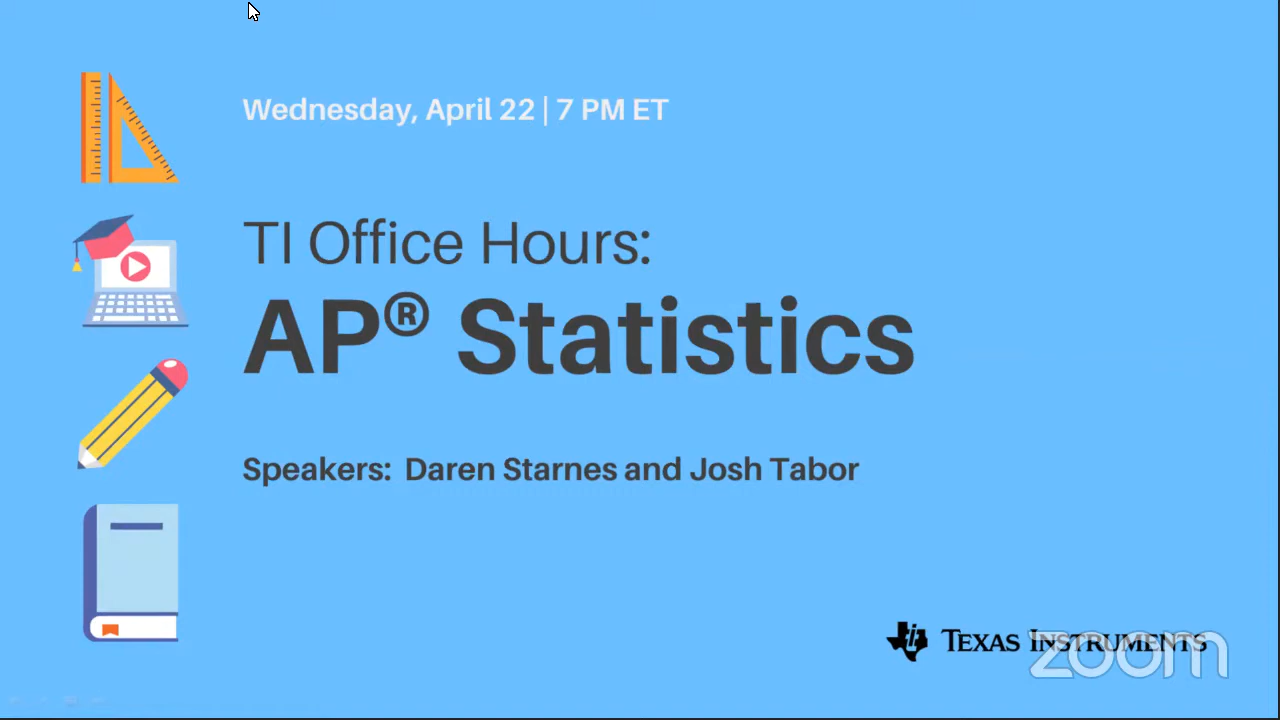 Wednesday, April 22 | 7 PM ET
TI Office Hours:
AP® Statistics
Speakers: Daren Starnes and Josh Tabor
TEXAS INSTRUMENTS
zoom